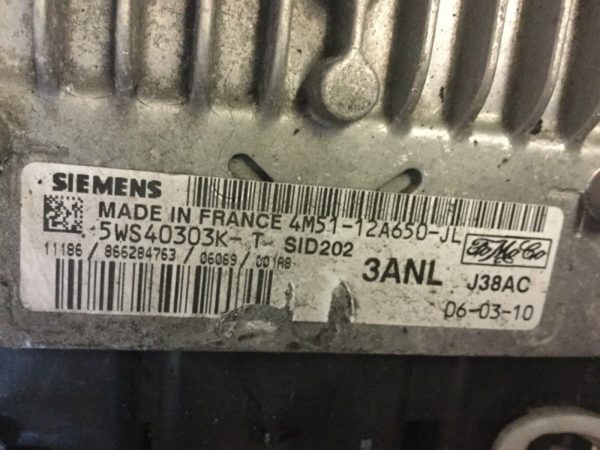 SIEMENS
MADE IN FRANCE 4M51-12A650-JL
5WS40303K- T SID202
FoMoCo
11186 / 866284763 / 06069 / 001A8
3ANL J38AC
06-03-10